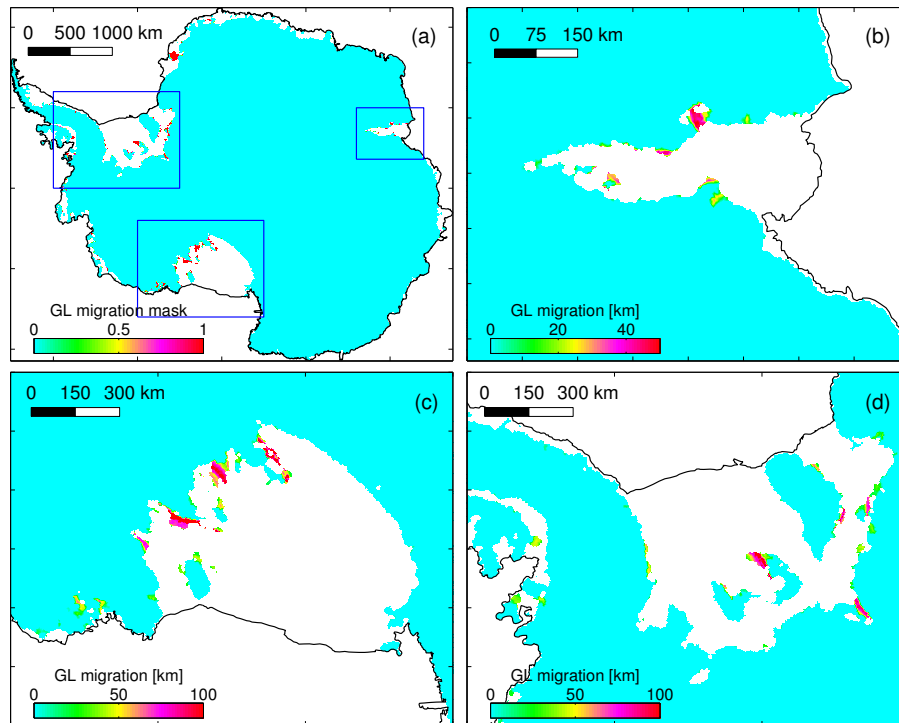 0 500 1000 km
(a)
GL migration mask
0 0.5 1
0 75 150 km
(b)
GL migration [km]
0 20 40
0 150 300 km
(c)
GL migration [km]
0 50 100
0 150 300 km
(d)
GL migration [km]
0 50 100